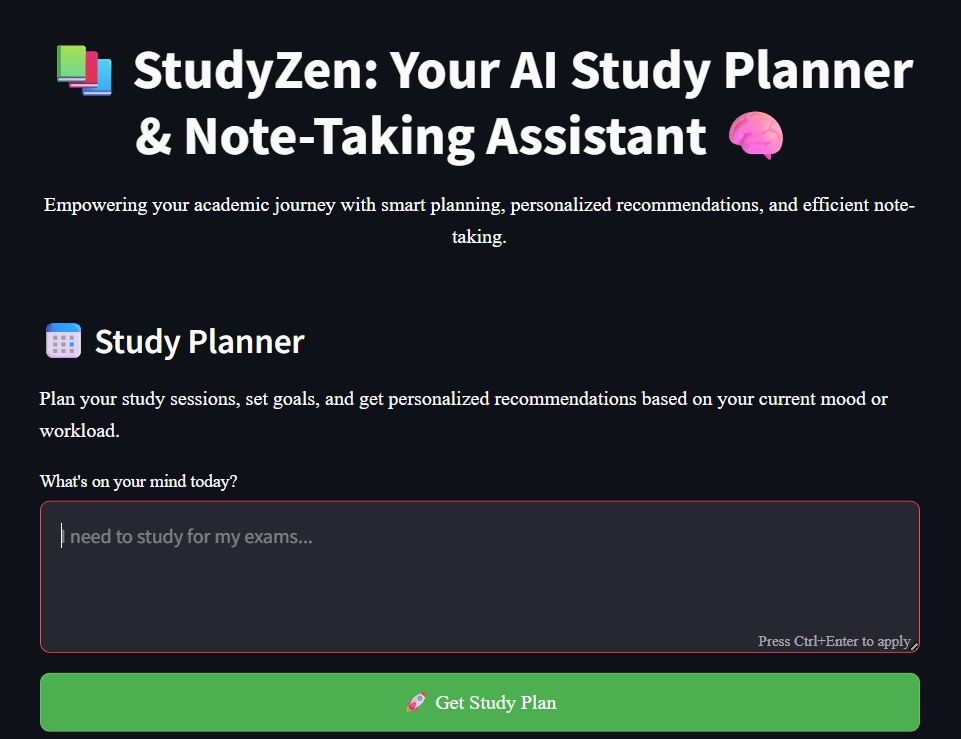 StudyZen: Your AI Study Planner
& Note-Taking Assistant
Empowering your academic journey with smart planning, personalized recommendations, and efficient note-
taking.
Study Planner
Plan your study sessions, set goals, and get personalized recommendations based on your current mood or
workload.
What's on your mind today?
I need to study for my exams...
Press Ctrl+Enter to apply
Get Study Plan